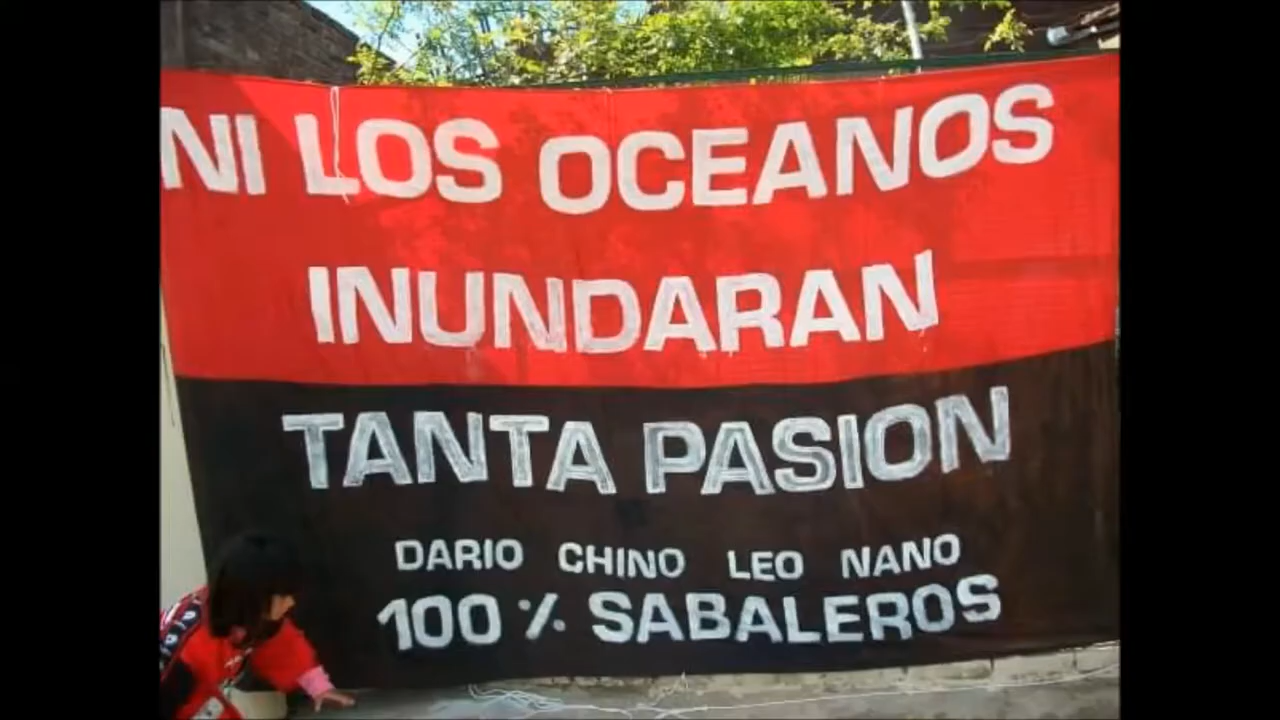 NI LOS OCEANOS
INUNDARAN
TANTA PASION
DARIO CHINO LEO NANO
100% SABALEROS